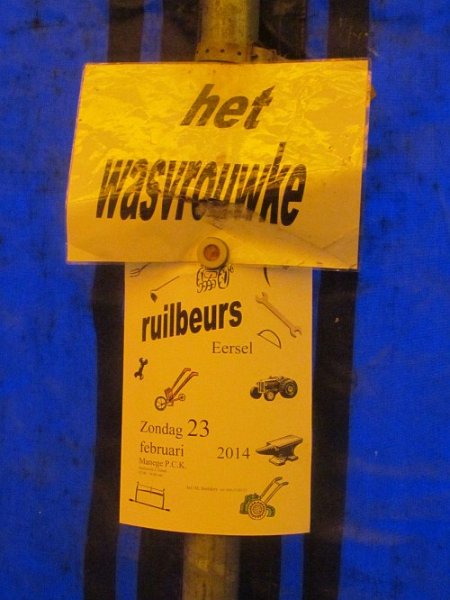 het
wasvrouwke
ruilbeurs
Eersel
Zondag 23
februari 2014
Manege P.C.K.